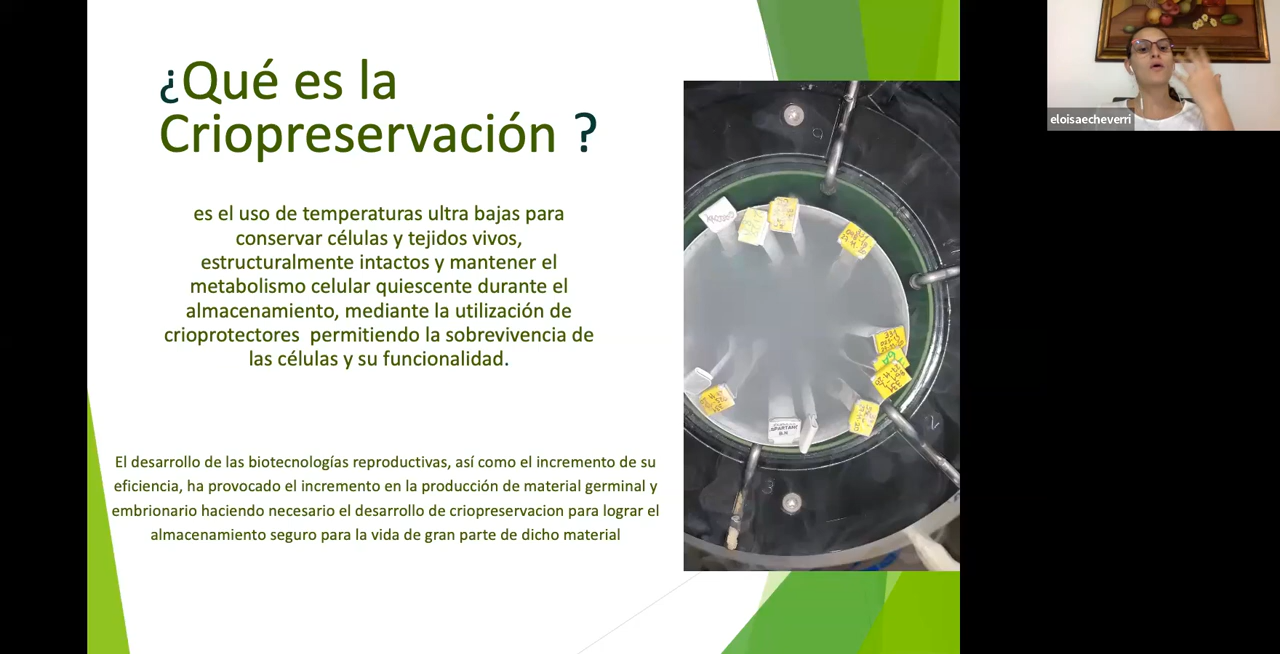 ¿Qué es la
Criopreservación ?
es el uso de temperaturas ultra bajas para
conservar células y tejidos vivos,
estructuralmente intactos y mantener el
metabolismo celular quiescente durante el
almacenamiento, mediante la utilización de
crioprotectores permitiendo la sobrevivencia de
las células y su funcionalidad.
El desarrollo de las biotecnologías reproductivas, así como el incremento de su
eficiencia, ha provocado el incremento en la producción de material germinal y
embrionario haciendo necesario el desarrollo de criopreservacion para lograr el
almacenamiento seguro para la vida de gran parte de dicho material
SPARTANO
2
3
eloisaecheverri